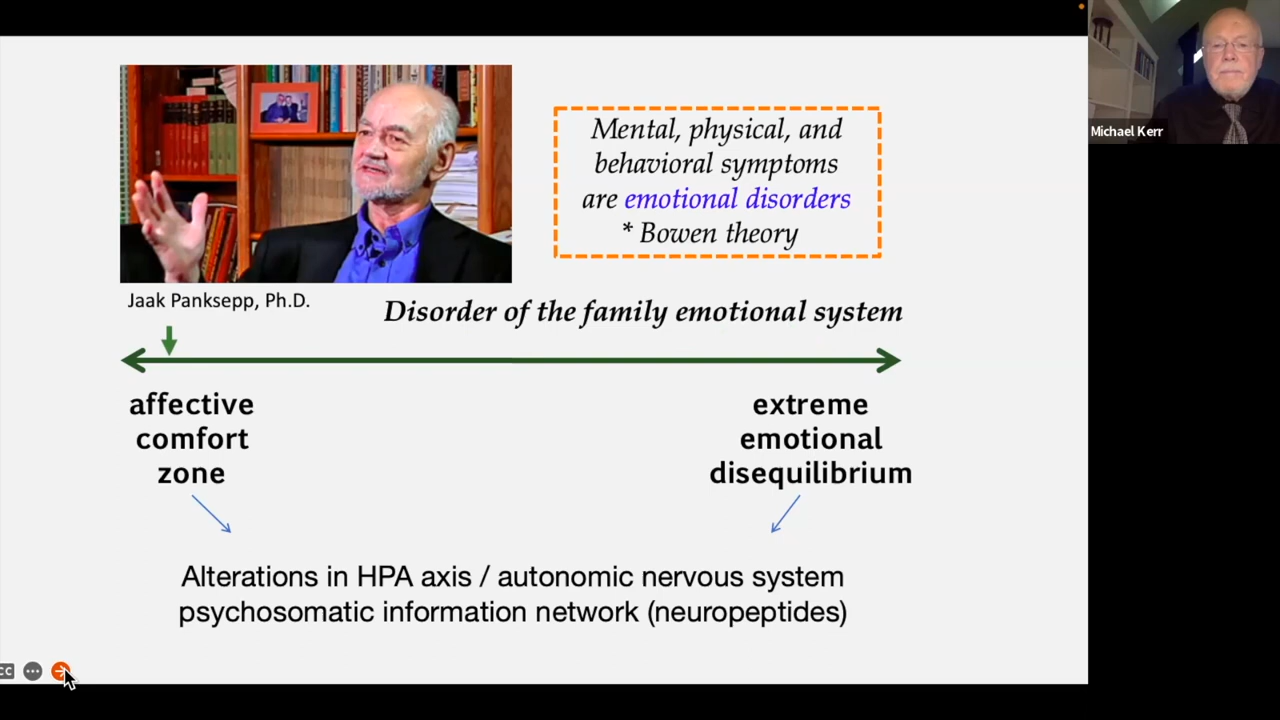 Mental, physical, and
behavioral symptoms
are emotional disorders
* Bowen theory
Michael Kerr
Jaak Panksepp, Ph.D.
Disorder of the family emotional system
affective
comfort
zone
extreme
emotional
disequilibrium
Alterations in HPA axis / autonomic nervous system
psychosomatic information network (neuropeptides)
CC